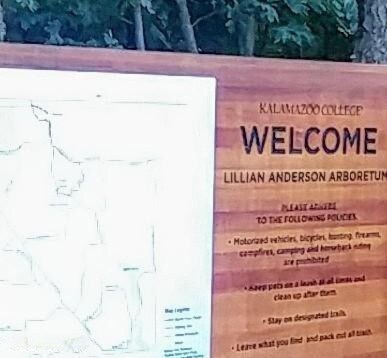 KALAMAZOO COLLEGE
WELCOME
LILLIAN ANDERSON ARBORETUM
PLEASE ADHERE
TO THE FOLLOWING POLICIES.
• Motorized vehicles, bicycles, hunting, firearms,
campfires, camping and horseback riding
are prohibited
• Keep pets on a leash at all times and
clean up after them.
• Stay on designated trails.
• Leave what you find and pack out all trash.
Map Legend